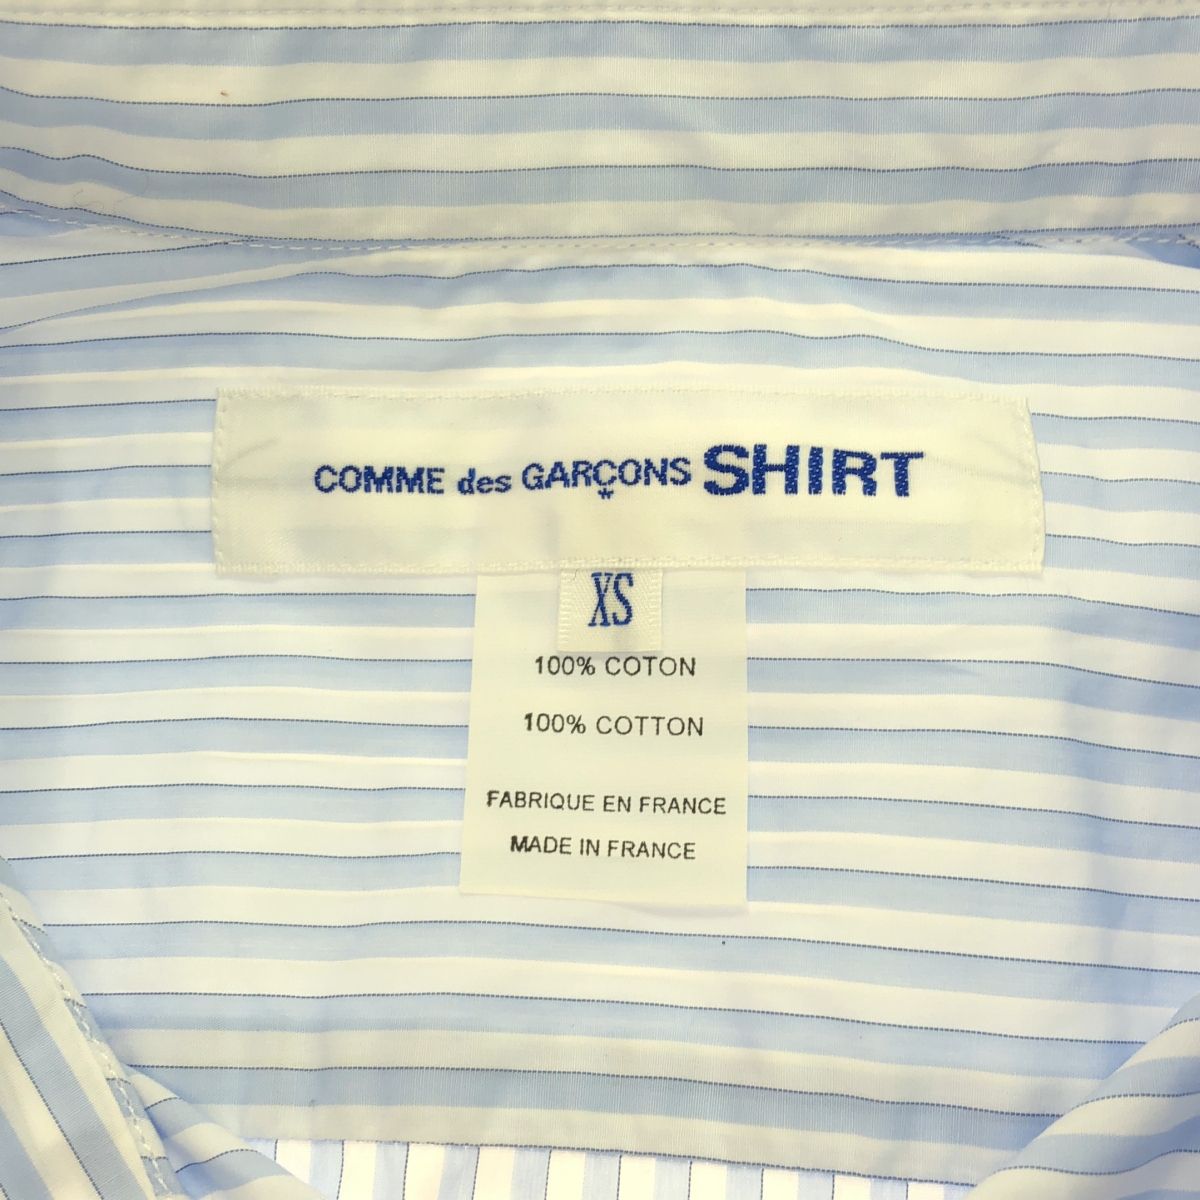 COMME des GARÇONS SHIRT
*
XS
100% COTON
100% COTTON
FABRIQUE EN FRANCE
MADE IN FRANCE